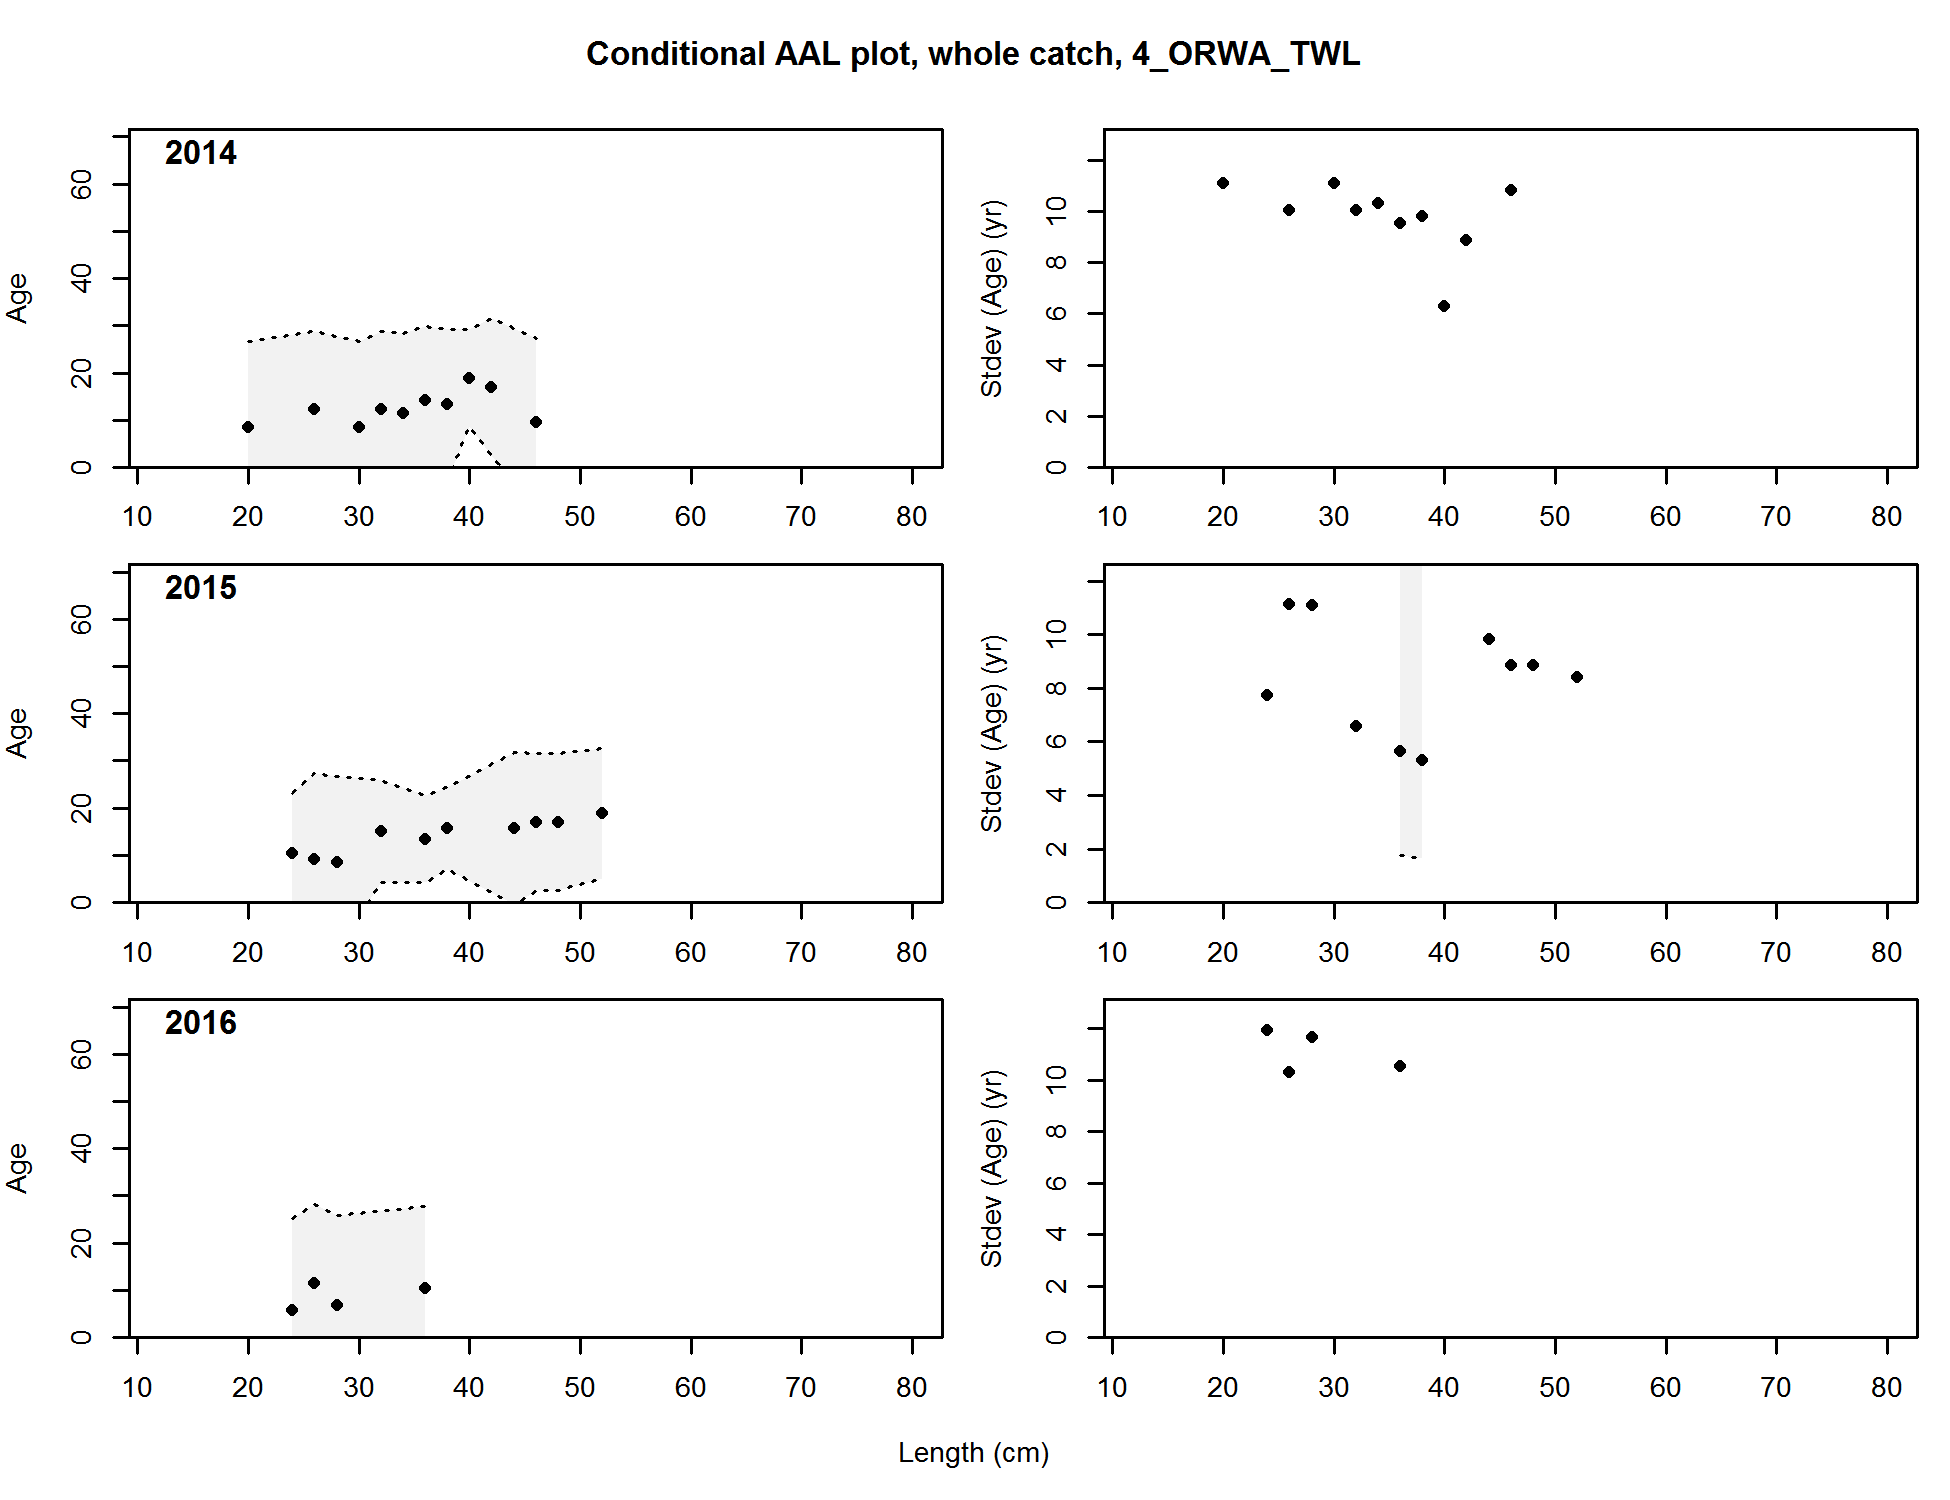 Conditional AAL plot, whole catch, 4_ORWA_TWL
2014
Age
0 20 40 60
10 20 30 40 50 60 70 80
Stdev (Age) (yr)
0 2 4 6 8 10
10 20 30 40 50 60 70 80
2015
Age
0 20 40 60
10 20 30 40 50 60 70 80
Stdev (Age) (yr)
0 2 4 6 8 10
10 20 30 40 50 60 70 80
2016
Age
0 20 40 60
10 20 30 40 50 60 70 80
Stdev (Age) (yr)
0 2 4 6 8 10
10 20 30 40 50 60 70 80
Length (cm)